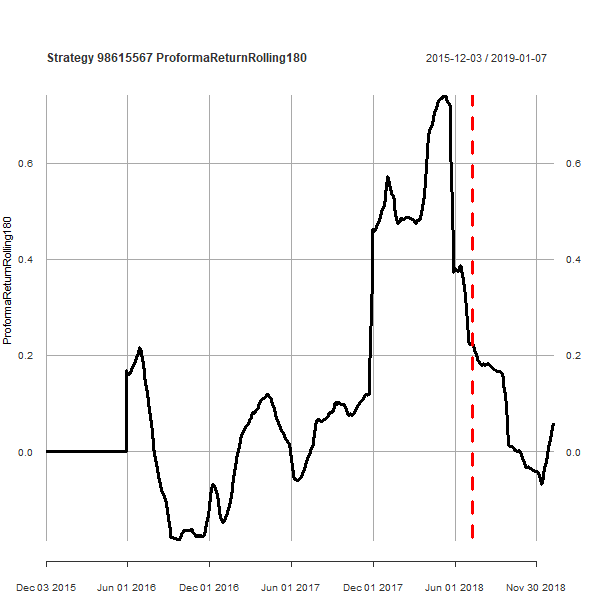 Strategy 98615567 ProformaReturnRolling180
2015-12-03 / 2019-01-07
ProformaReturnRolling180
0.6
0.4
0.2
0.0
0.6
0.4
0.2
0.0
Dec 03 2015
Jun 01 2016
Dec 01 2016
Jun 01 2017
Dec 01 2017
Jun 01 2018
Nov 30 2018